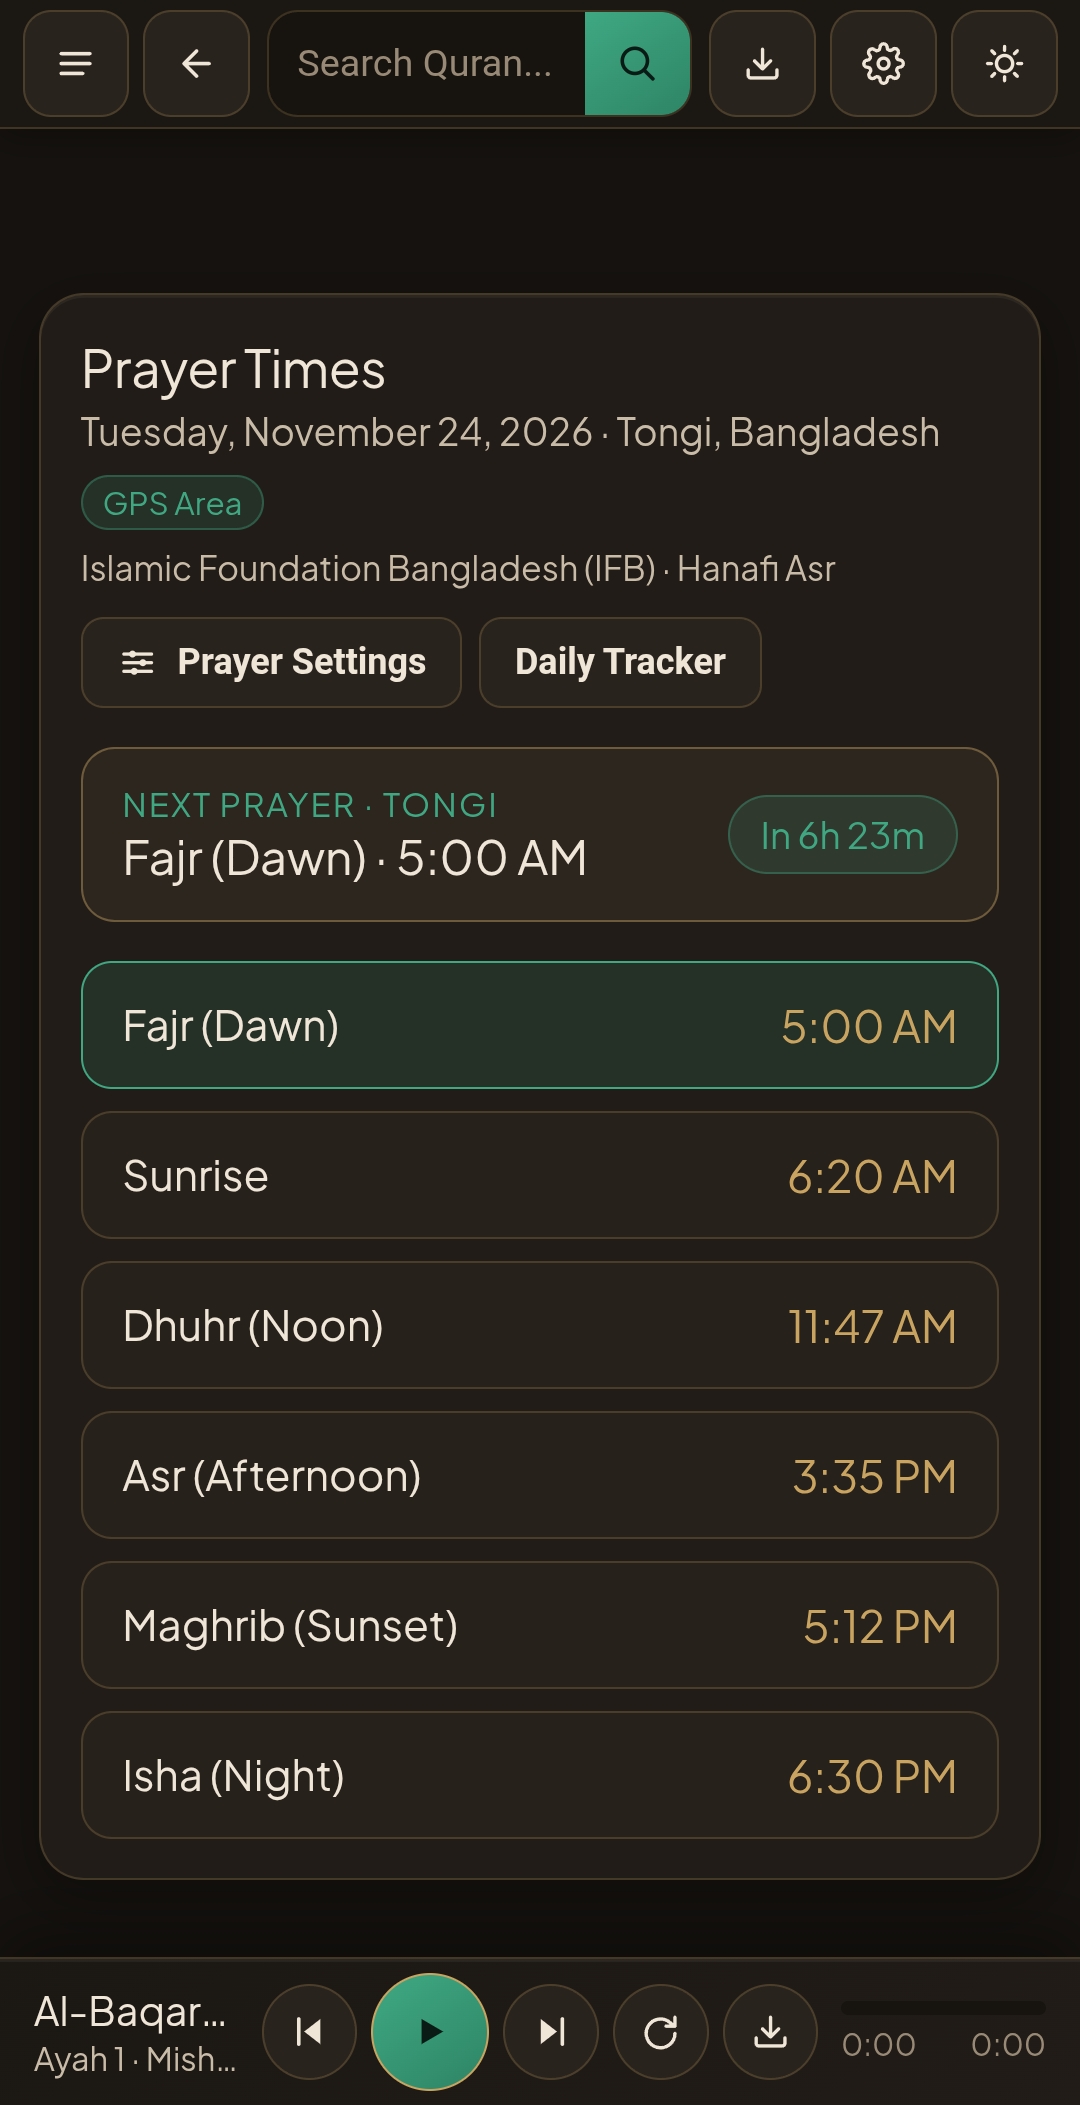 Search Quran...
Prayer Times
Tuesday, November 24, 2026 · Tongi, Bangladesh
GPS Area
Islamic Foundation Bangladesh (IFB) · Hanafi Asr
Prayer Settings
Daily Tracker
NEXT PRAYER · TONGI
Fajr (Dawn) · 5:00 AM
In 6h 23m
Fajr (Dawn) 5:00 AM
Sunrise 6:20 AM
Dhuhr (Noon) 11:47 AM
Asr (Afternoon) 3:35 PM
Maghrib (Sunset) 5:12 PM
Isha (Night) 6:30 PM
Al-Baqar...
Ayah 1 · Mish...
0:00 0:00